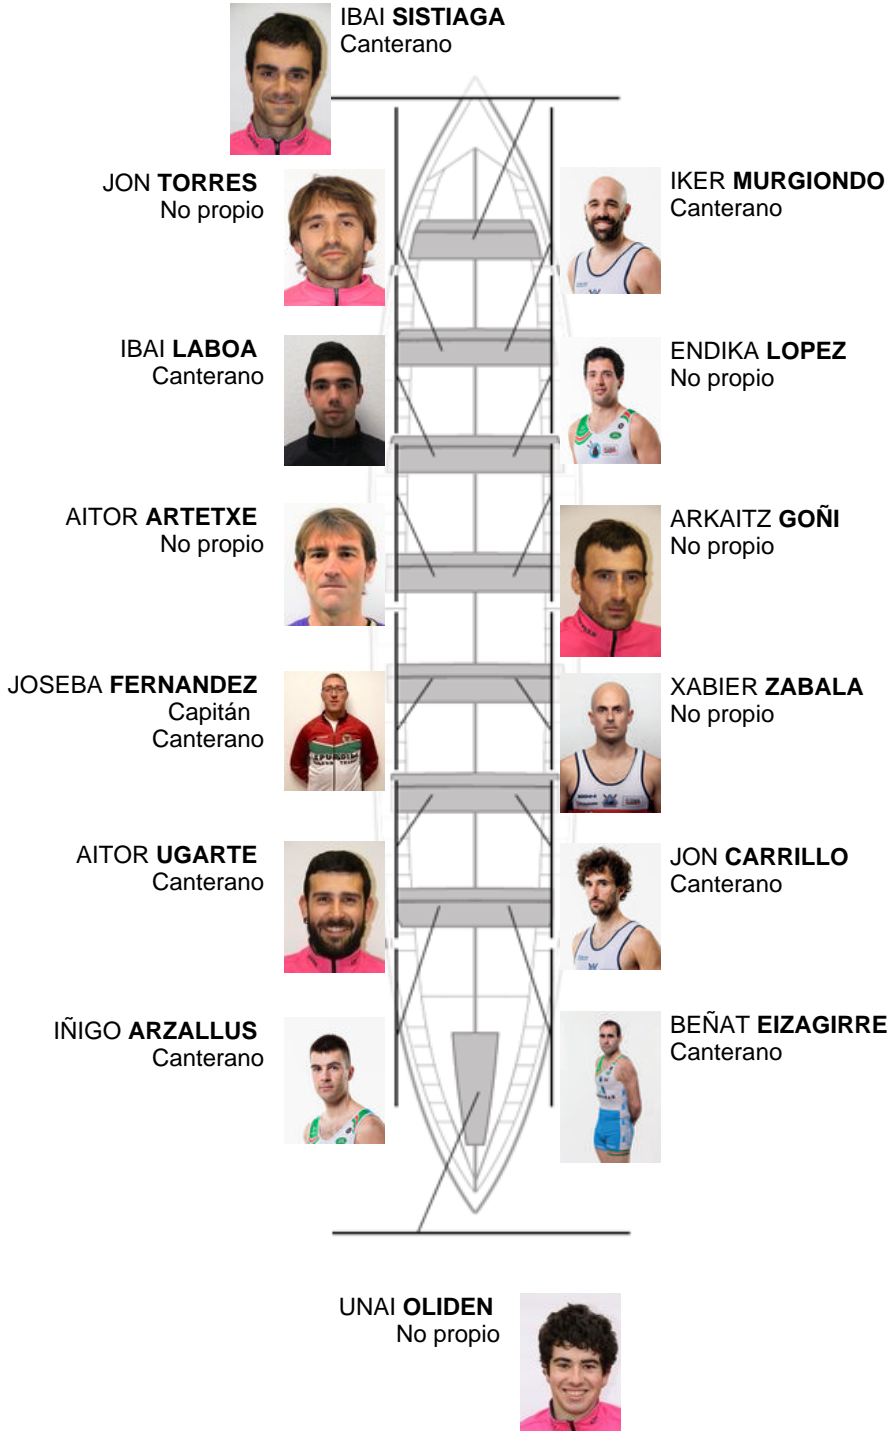 IBAI SISTIAGA
Canterano
JON TORRES
No propio
IKER MURGIONDO
Canterano
IBAI LABOA
Canterano
ENDIKA LOPEZ
No propio
AITOR ARTETXE
No propio
ARKAITZ GOÑI
No propio
JOSEBA FERNANDEZ
Capitán
Canterano
XABIER ZABALA
No propio
AITOR UGARTE
Canterano
JON CARRILLO
Canterano
IÑIGO ARZALLUS
Canterano
BEÑAT EIZAGIRRE
Canterano
UNAI OLIDEN
No propio